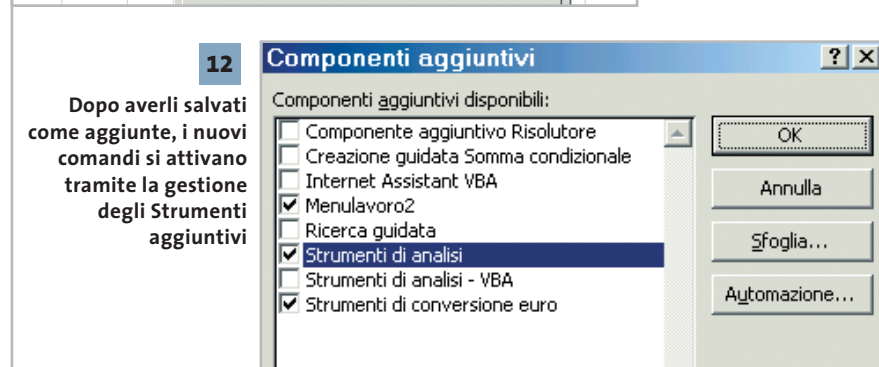 12
Dopo averli salvati
come aggiunte, i nuovi
comandi si attivano
tramite la gestione
degli Strumenti
aggiuntivi
Componenti aggiuntivi
Componenti aggiuntivi disponibili:
Componente aggiuntivo Risolutore
Creazione guidata Somma condizionale
Internet Assistant VBA
Menulavoro2
Ricerca guidata
Strumenti di analisi
Strumenti di analisi - VBA
Strumenti di conversione euro
OK
Annulla
Sfoglia...
Automazione...